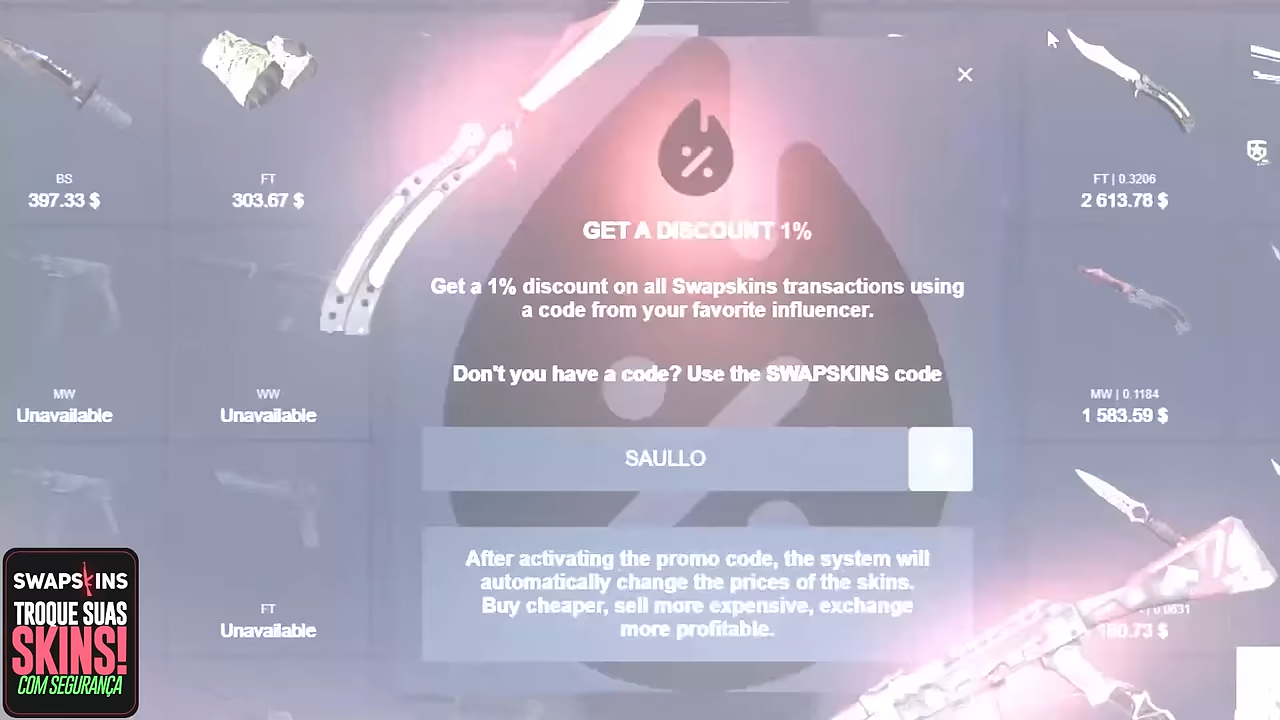 BS
397.33 $
FT
303.67 $
FT | 0.3206
2 613.78 $
GET A DISCOUNT 1%
Get a 1% discount on all Swapskins transactions using
a code from your favorite influencer.
Don't you have a code? Use the SWAPSKINS code
MW
Unavailable
WW
Unavailable
MW | 0.1184
1 583.59 $
SAULLO
After activating the promo code, the system will
automatically change the prices of the skins.
Buy cheaper, sell more expensive, exchange
more profitable.
FT
Unavailable
SWAPSKINS
TROQUE SUAS
SKINS!
COM SEGURANÇA